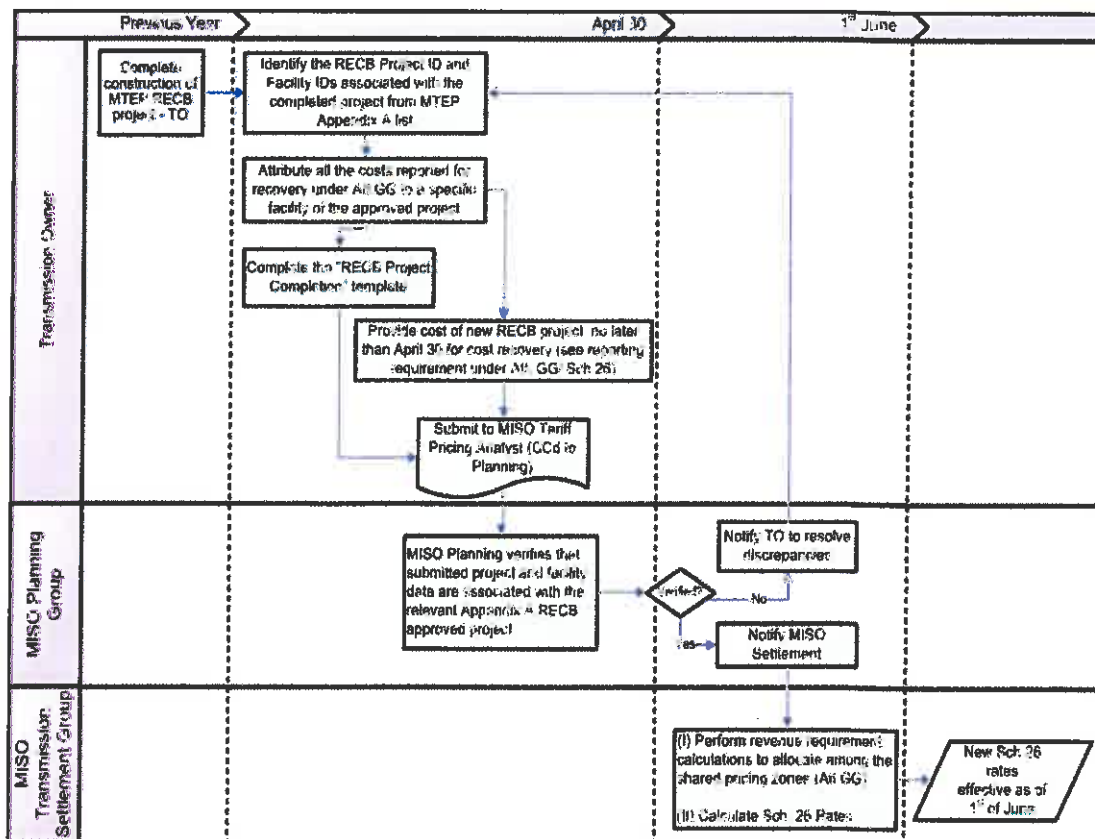 Previous Year
April 30
1st June
Transmission Owner
Complete
construction of
MTEP RECB
project - TO
Identify the RECB Project ID and
Facility IDs associated with the
completed project from MTEP
Appendix A list
Attribute all the costs reported for
recovery under Att. GG to a specific
facility of the approved project
Complete the "RECB Project
Completion" template
Provide cost of new RECB project no later
than April 30 for cost recovery (see reporting
requirement under Att. GG/ Sch 26)
Submit to MISO Tariff
Pricing Analyst (CCd to
Planning)
MISO Planning
Group
MISO Planning verifies that
submitted project and facility
data are associated with the
relevant Appendix A RECB
approved project
Verified?
No
Yes
Notify TO to resolve
discrepancies
Notify MISO
Settlement
MISO
Transmission
Settlement Group
(I) Perform revenue requirement
calculations to allocate among the
shared pricing zones (Att GG)
(II) Calculate Sch. 26 Rates
New Sch 26
rates
effective as of
1st of June